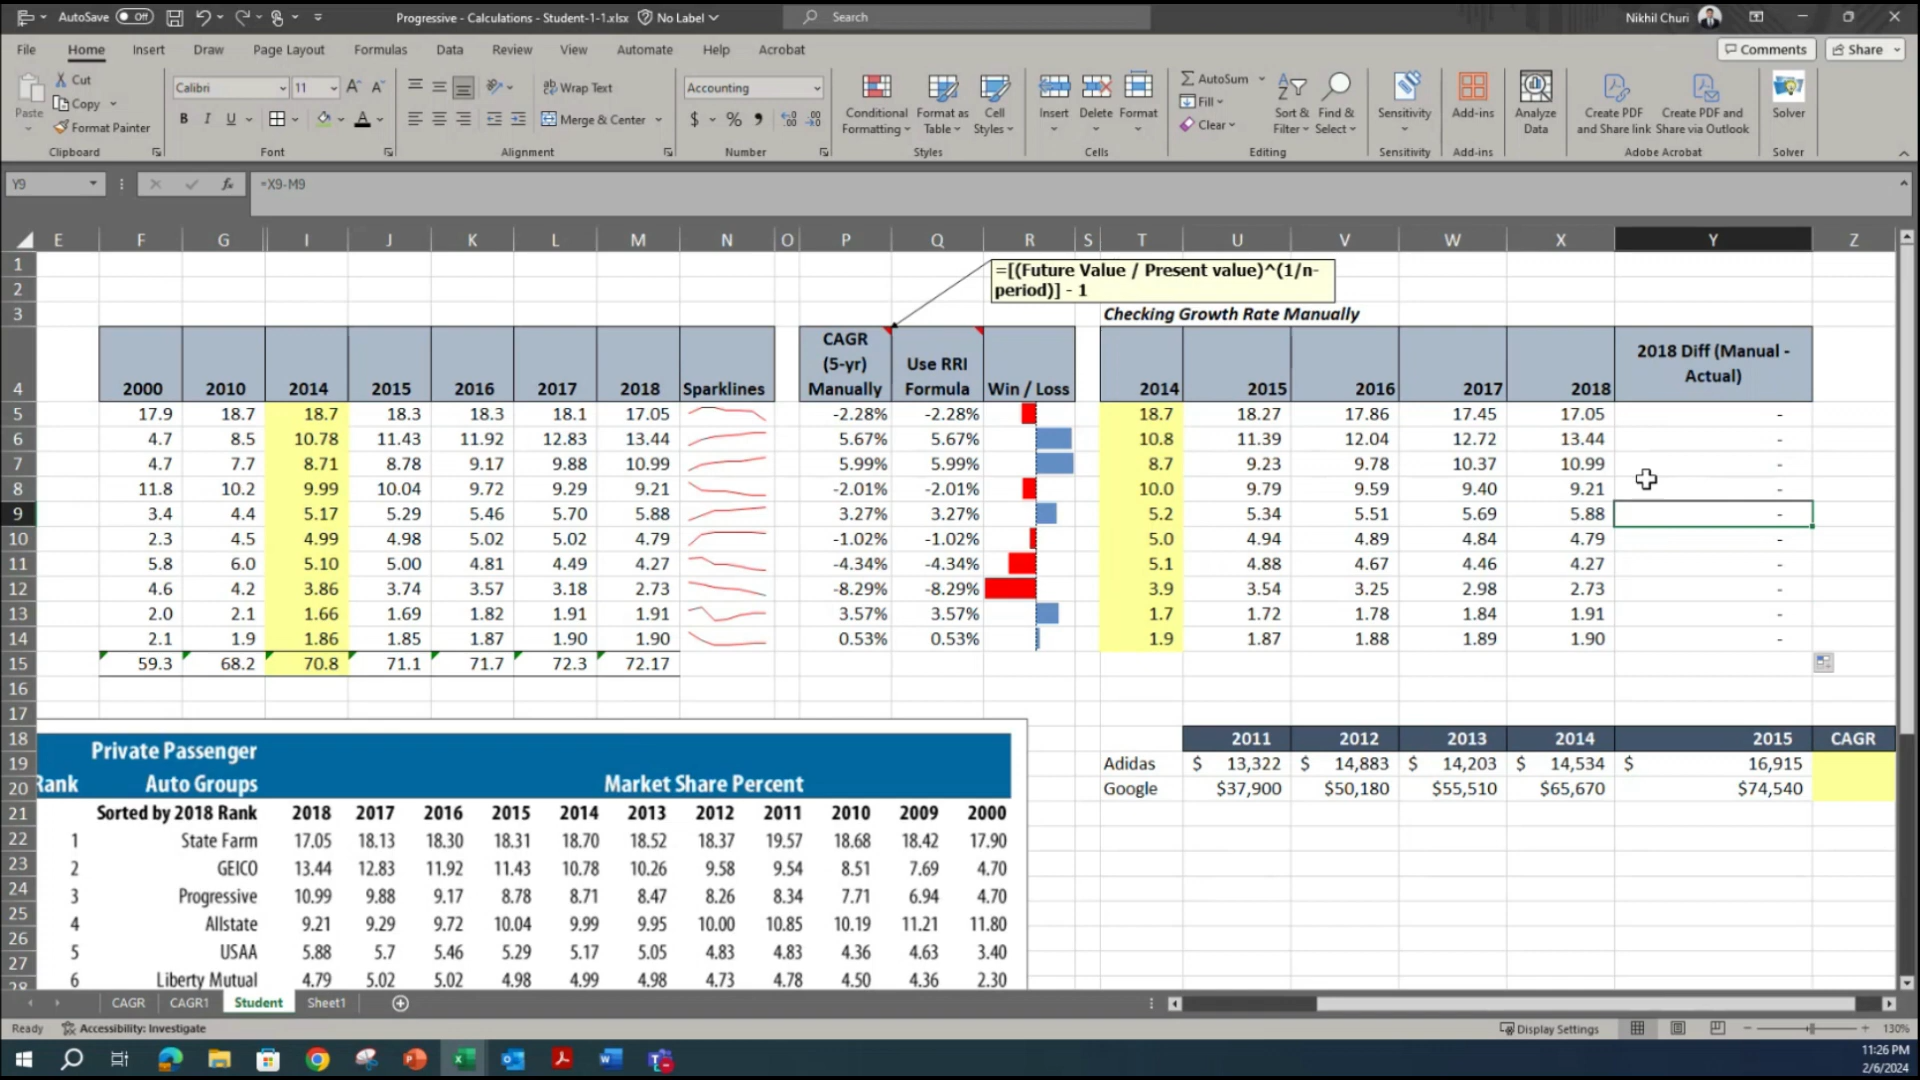 AutoSave Off Progressive - Calculations - Student-1-1.xlsx No Label Search Nikhil Churi
File Home Insert Draw Page Layout Formulas Data Review View Automate Help Acrobat Comments Share
Paste Cut Copy Format Painter Clipboard
Calibri 11 B I U A Font
Wrap Text Merge & Center Alignment
Accounting $ % Number
Conditional Formatting Format as Table Cell Styles Styles
Insert Delete Format Cells
AutoSum Fill Clear Sort & Filter Find & Select Editing
Sensitivity Sensitivity
Add-ins Add-ins
Analyze Data
Create PDF and Share link Create PDF and Share via Outlook Adobe Acrobat
Solver Solver
Y9 fx =X9-M9
E F G I J K L M N O P Q R S T U V W X Y Z
1
=[(Future Value / Present value)^(1/n-
period)] - 1
2
3 Checking Growth Rate Manually
4 2000 2010 2014 2015 2016 2017 2018 Sparklines CAGR (5-yr) Manually Use RRI Formula Win / Loss 2014 2015 2016 2017 2018 2018 Diff (Manual - Actual)
5 17.9 18.7 18.7 18.3 18.3 18.1 17.05 -2.28% -2.28% 18.7 18.27 17.86 17.45 17.05 -
6 4.7 8.5 10.78 11.43 11.92 12.83 13.44 5.67% 5.67% 10.8 11.39 12.04 12.72 13.44 -
7 4.7 7.7 8.71 8.78 9.17 9.88 10.99 5.99% 5.99% 8.7 9.23 9.78 10.37 10.99 -
8 11.8 10.2 9.99 10.04 9.72 9.29 9.21 -2.01% -2.01% 10.0 9.79 9.59 9.40 9.21 -
9 3.4 4.4 5.17 5.29 5.46 5.70 5.88 3.27% 3.27% 5.2 5.34 5.51 5.69 5.88 -
10 2.3 4.5 4.99 4.98 5.02 5.02 4.79 -1.02% -1.02% 5.0 4.94 4.89 4.84 4.79 -
11 5.8 6.0 5.10 5.00 4.81 4.49 4.27 -4.34% -4.34% 5.1 4.88 4.67 4.46 4.27 -
12 4.6 4.2 3.86 3.74 3.57 3.18 2.73 -8.29% -8.29% 3.9 3.54 3.25 2.98 2.73 -
13 2.0 2.1 1.66 1.69 1.82 1.91 1.91 3.57% 3.57% 1.7 1.72 1.78 1.84 1.91 -
14 2.1 1.9 1.86 1.85 1.87 1.90 1.90 0.53% 0.53% 1.9 1.87 1.88 1.89 1.90 -
15 59.3 68.2 70.8 71.1 71.7 72.3 72.17
16
17
18 2011 2012 2013 2014 2015 CAGR
19 Adidas $ 13,322 $ 14,883 $ 14,203 $ 14,534 $ 16,915
20 Google $37,900 $50,180 $55,510 $65,670 $74,540
21
22
23
24
25
26
27
28
Private Passenger
Rank Auto Groups Market Share Percent
Sorted by 2018 Rank 2018 2017 2016 2015 2014 2013 2012 2011 2010 2009 2000
1 State Farm 17.05 18.13 18.30 18.31 18.70 18.52 18.37 19.57 18.68 18.42 17.90
2 GEICO 13.44 12.83 11.92 11.43 10.78 10.26 9.58 9.54 8.51 7.69 4.70
3 Progressive 10.99 9.88 9.17 8.78 8.71 8.47 8.26 8.34 7.71 6.94 4.70
4 Allstate 9.21 9.29 9.72 10.04 9.99 9.95 10.00 10.85 10.19 11.21 11.80
5 USAA 5.88 5.7 5.46 5.29 5.17 5.05 4.83 4.83 4.36 4.63 3.40
6 Liberty Mutual 4.79 5.02 5.02 4.98 4.99 4.98 4.73 4.78 4.50 4.36 2.30
CAGR CAGR1 Student Sheet1
Ready Accessibility: Investigate Display Settings 130%
11:26 PM
2/6/2024